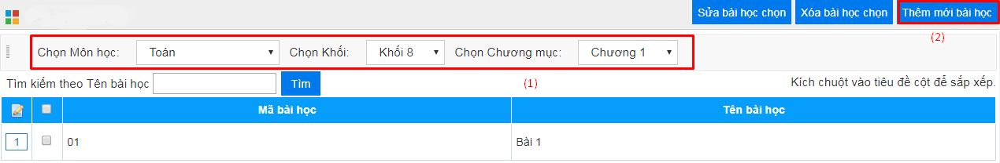 Sửa bài học chọn Xóa bài học chọn Thêm mới bài học
(2)
Chọn Môn học: Toán Chọn Khối: Khối 8 Chọn Chương mục: Chương 1
Tìm kiếm theo Tên bài học Tìm (1) Kích chuột vào tiêu đề cột để sắp xếp.
Mã bài học Tên bài học
1 01 Bài 1